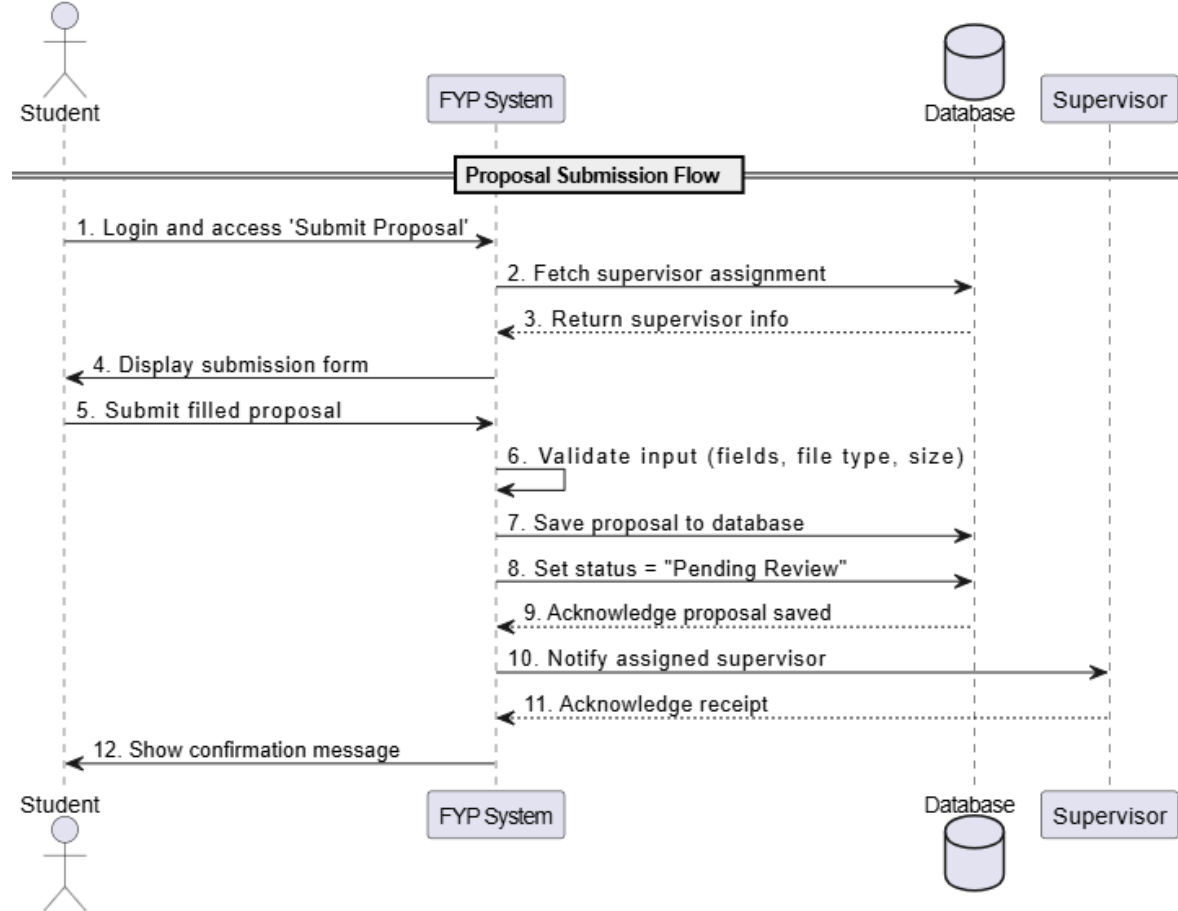 Student
FYP System
Database
Supervisor
Proposal Submission Flow
1. Login and access 'Submit Proposal'
2. Fetch supervisor assignment
3. Return supervisor info
4. Display submission form
5. Submit filled proposal
6. Validate input (fields, file type, size)
7. Save proposal to database
8. Set status = "Pending Review"
9. Acknowledge proposal saved
10. Notify assigned supervisor
11. Acknowledge receipt
12. Show confirmation message
Student
FYP System
Database
Supervisor